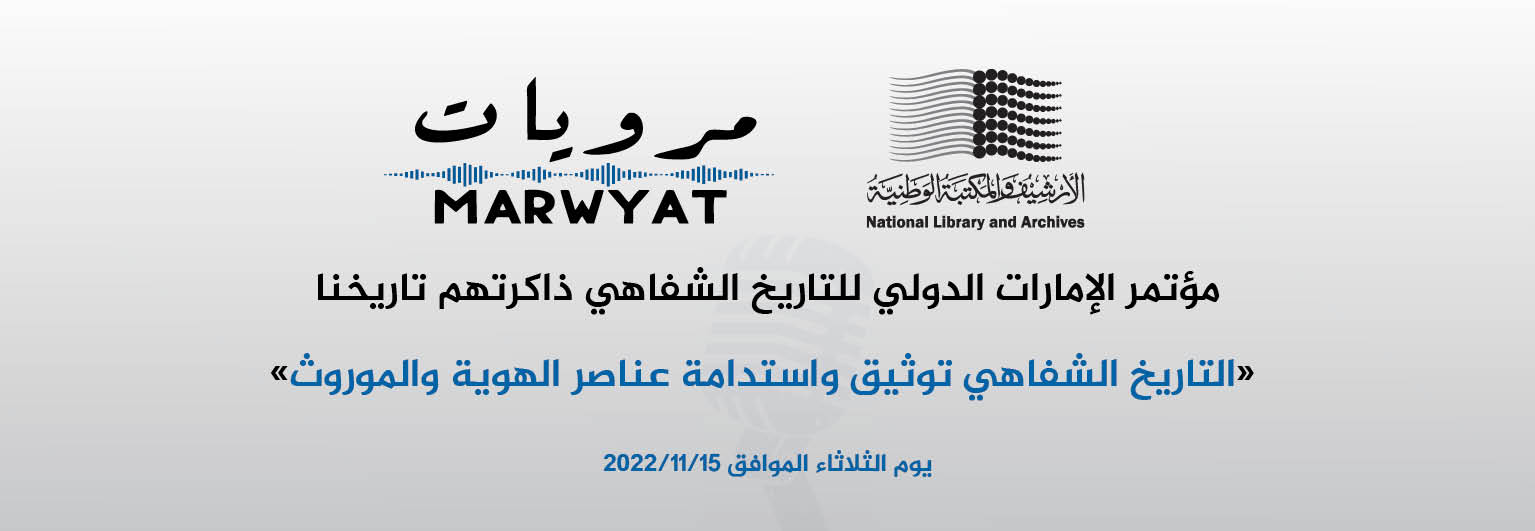 مرويات
MARWYAT
الأرشيف والمكتبة الوطنية
National Library and Archives
مؤتمر الإمارات الدولي للتاريخ الشفاهي ذاكرتهم تاريخنا
«التاريخ الشفاهي توثيق واستدامة عناصر الهوية والموروث»
يوم الثلاثاء الموافق 2022/11/15